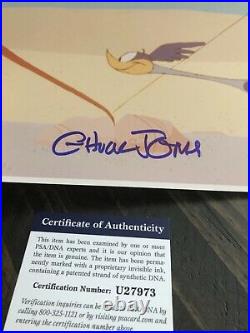 Chuck Jones
Certificate of Authenticity
This item has been examined by one or more
PSA/DNA experts and it is our opinion that
the item is genuine. The item has been perma-
nently marked with a proprietary invisible ink,
containing a patented strand of synthetic DNA.
Certification Number: U27973
Verification inquiries can be
by calling 800-325-1121 or by visiting psacard.com and
entering the certification number above